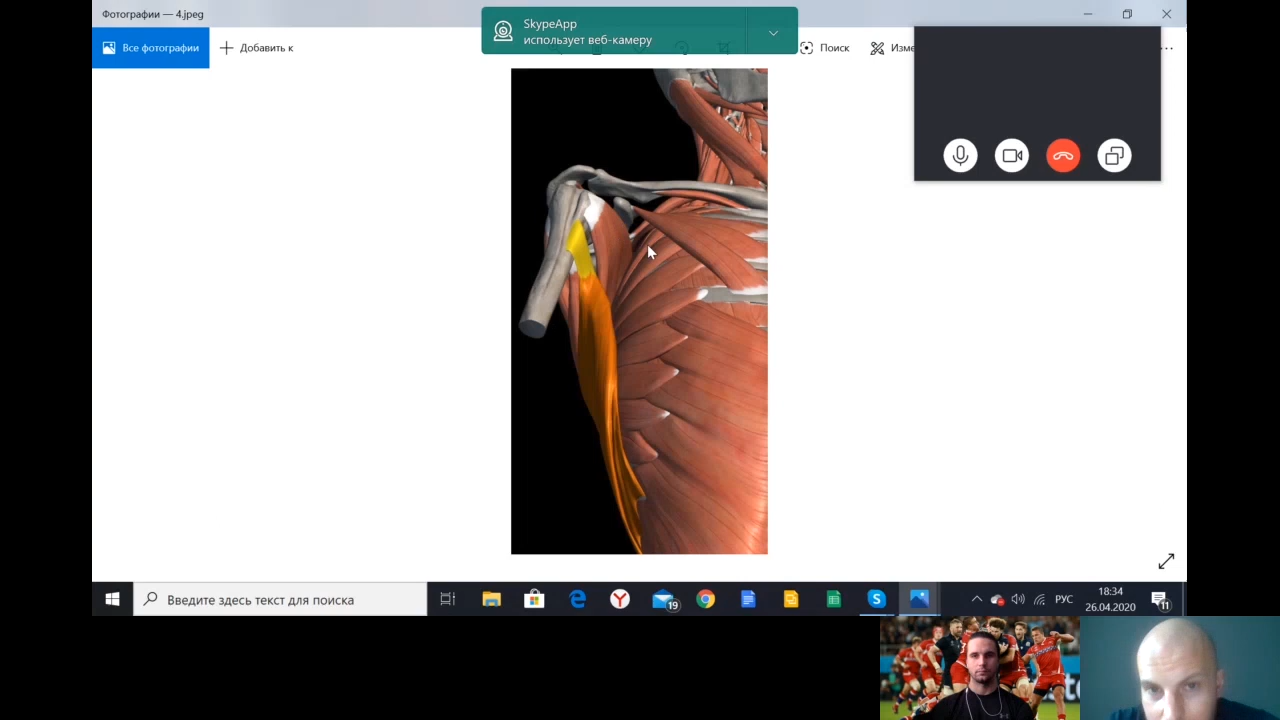 Фотографии — 4.jpeg
SkypeApp
использует веб-камеру
Все фотографии
Добавить к
Поиск
Изме
Введите здесь текст для поиска
19
РУС
18:34
26.04.2020
11